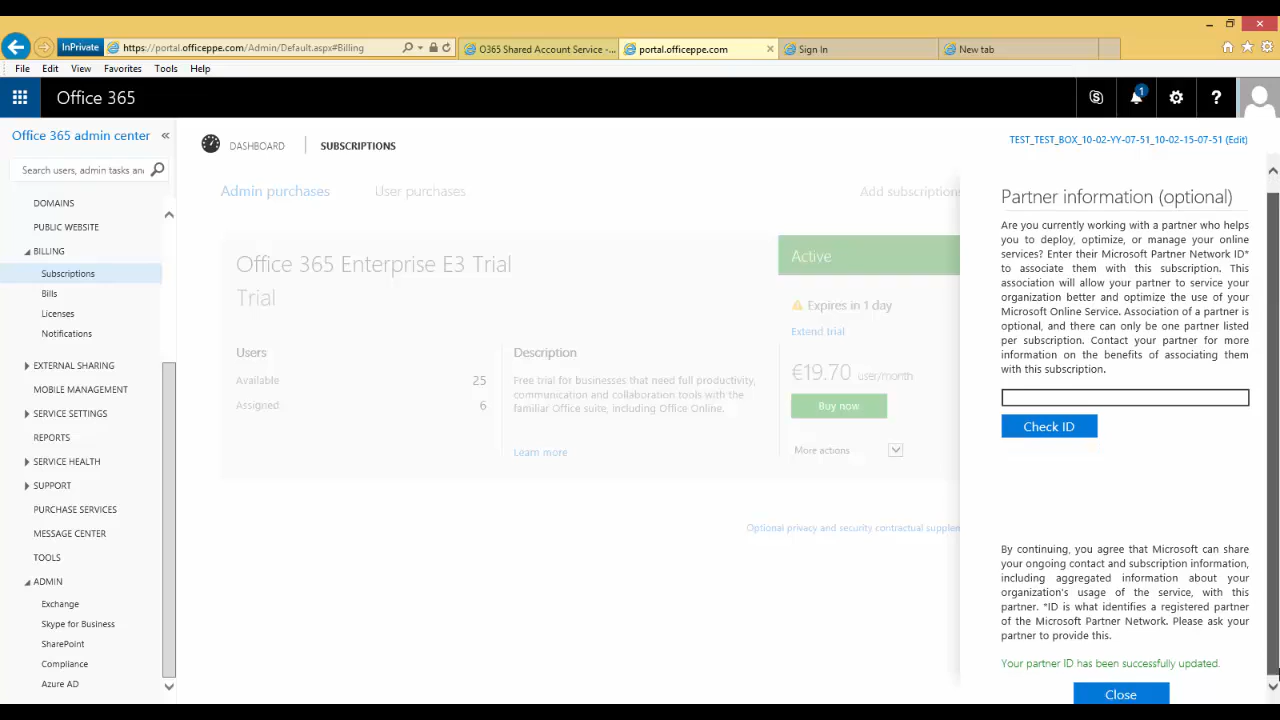 InPrivate
https://portal.officeppe.com/Admin/Default.aspx#Billing
O365 Shared Account Service -...
portal.officeppe.com
Sign In
New tab
File Edit View Favorites Tools Help
Office 365
1
?
Office 365 admin center «
Search users, admin tasks and
DOMAINS
PUBLIC WEBSITE
BILLING
Subscriptions
Bills
Licenses
Notifications
EXTERNAL SHARING
MOBILE MANAGEMENT
SERVICE SETTINGS
REPORTS
SERVICE HEALTH
SUPPORT
PURCHASE SERVICES
MESSAGE CENTER
TOOLS
ADMIN
Exchange
Skype for Business
SharePoint
Compliance
Azure AD
DASHBOARD
SUBSCRIPTIONS
TEST_TEST_BOX_10-02-YY-07-51_10-02-15-07-51 (Edit)
Admin purchases
User purchases
Add subscriptions
Office 365 Enterprise E3 Trial
Trial
Users
Available 25
Assigned: 6
Description
Free trial for businesses that need full productivity,
communication and collaboration tools with the
familiar Office suite, including Office Online.
Learn more
Active
Expires in 1 day
Extend trial
€19.70 user/month
Buy now
More actions
Optional privacy and security contractual supplem
Partner information (optional)
Are you currently working with a partner who helps
you to deploy, optimize, or manage your online
services? Enter their Microsoft Partner Network ID*
to associate them with this subscription. This
association will allow your partner to service your
organization better and optimize the use of your
Microsoft Online Service. Association of a partner is
optional, and there can only be one partner listed
per subscription. Contact your partner for more
information on the benefits of associating them
with this subscription.
Check ID
By continuing, you agree that Microsoft can share
your ongoing contact and subscription information,
including aggregated information about your
organization's usage of the service, with this
partner. *ID is what identifies a registered partner
of the Microsoft Partner Network. Please ask your
partner to provide this.
Your partner ID has been successfully updated.
Close